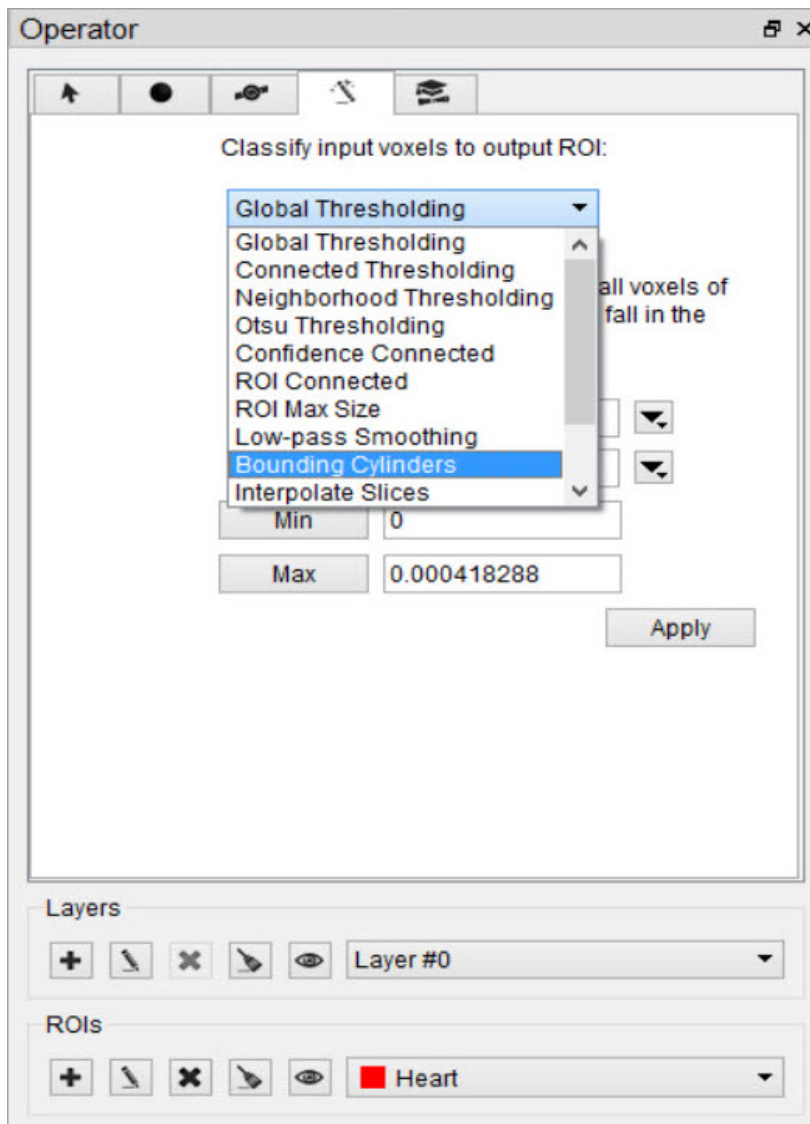 Operator
Classify input voxels to output ROI:
Global Thresholding
Global Thresholding
Connected Thresholding
Neighborhood Thresholding
all voxels of
Otsu Thresholding
fall in the
Confidence Connected
ROI Connected
ROI Max Size
Low-pass Smoothing
Bounding Cylinders
Interpolate Slices
Min 0
Max 0.000418288
Apply
Layers
Layer #0
ROIs
Heart